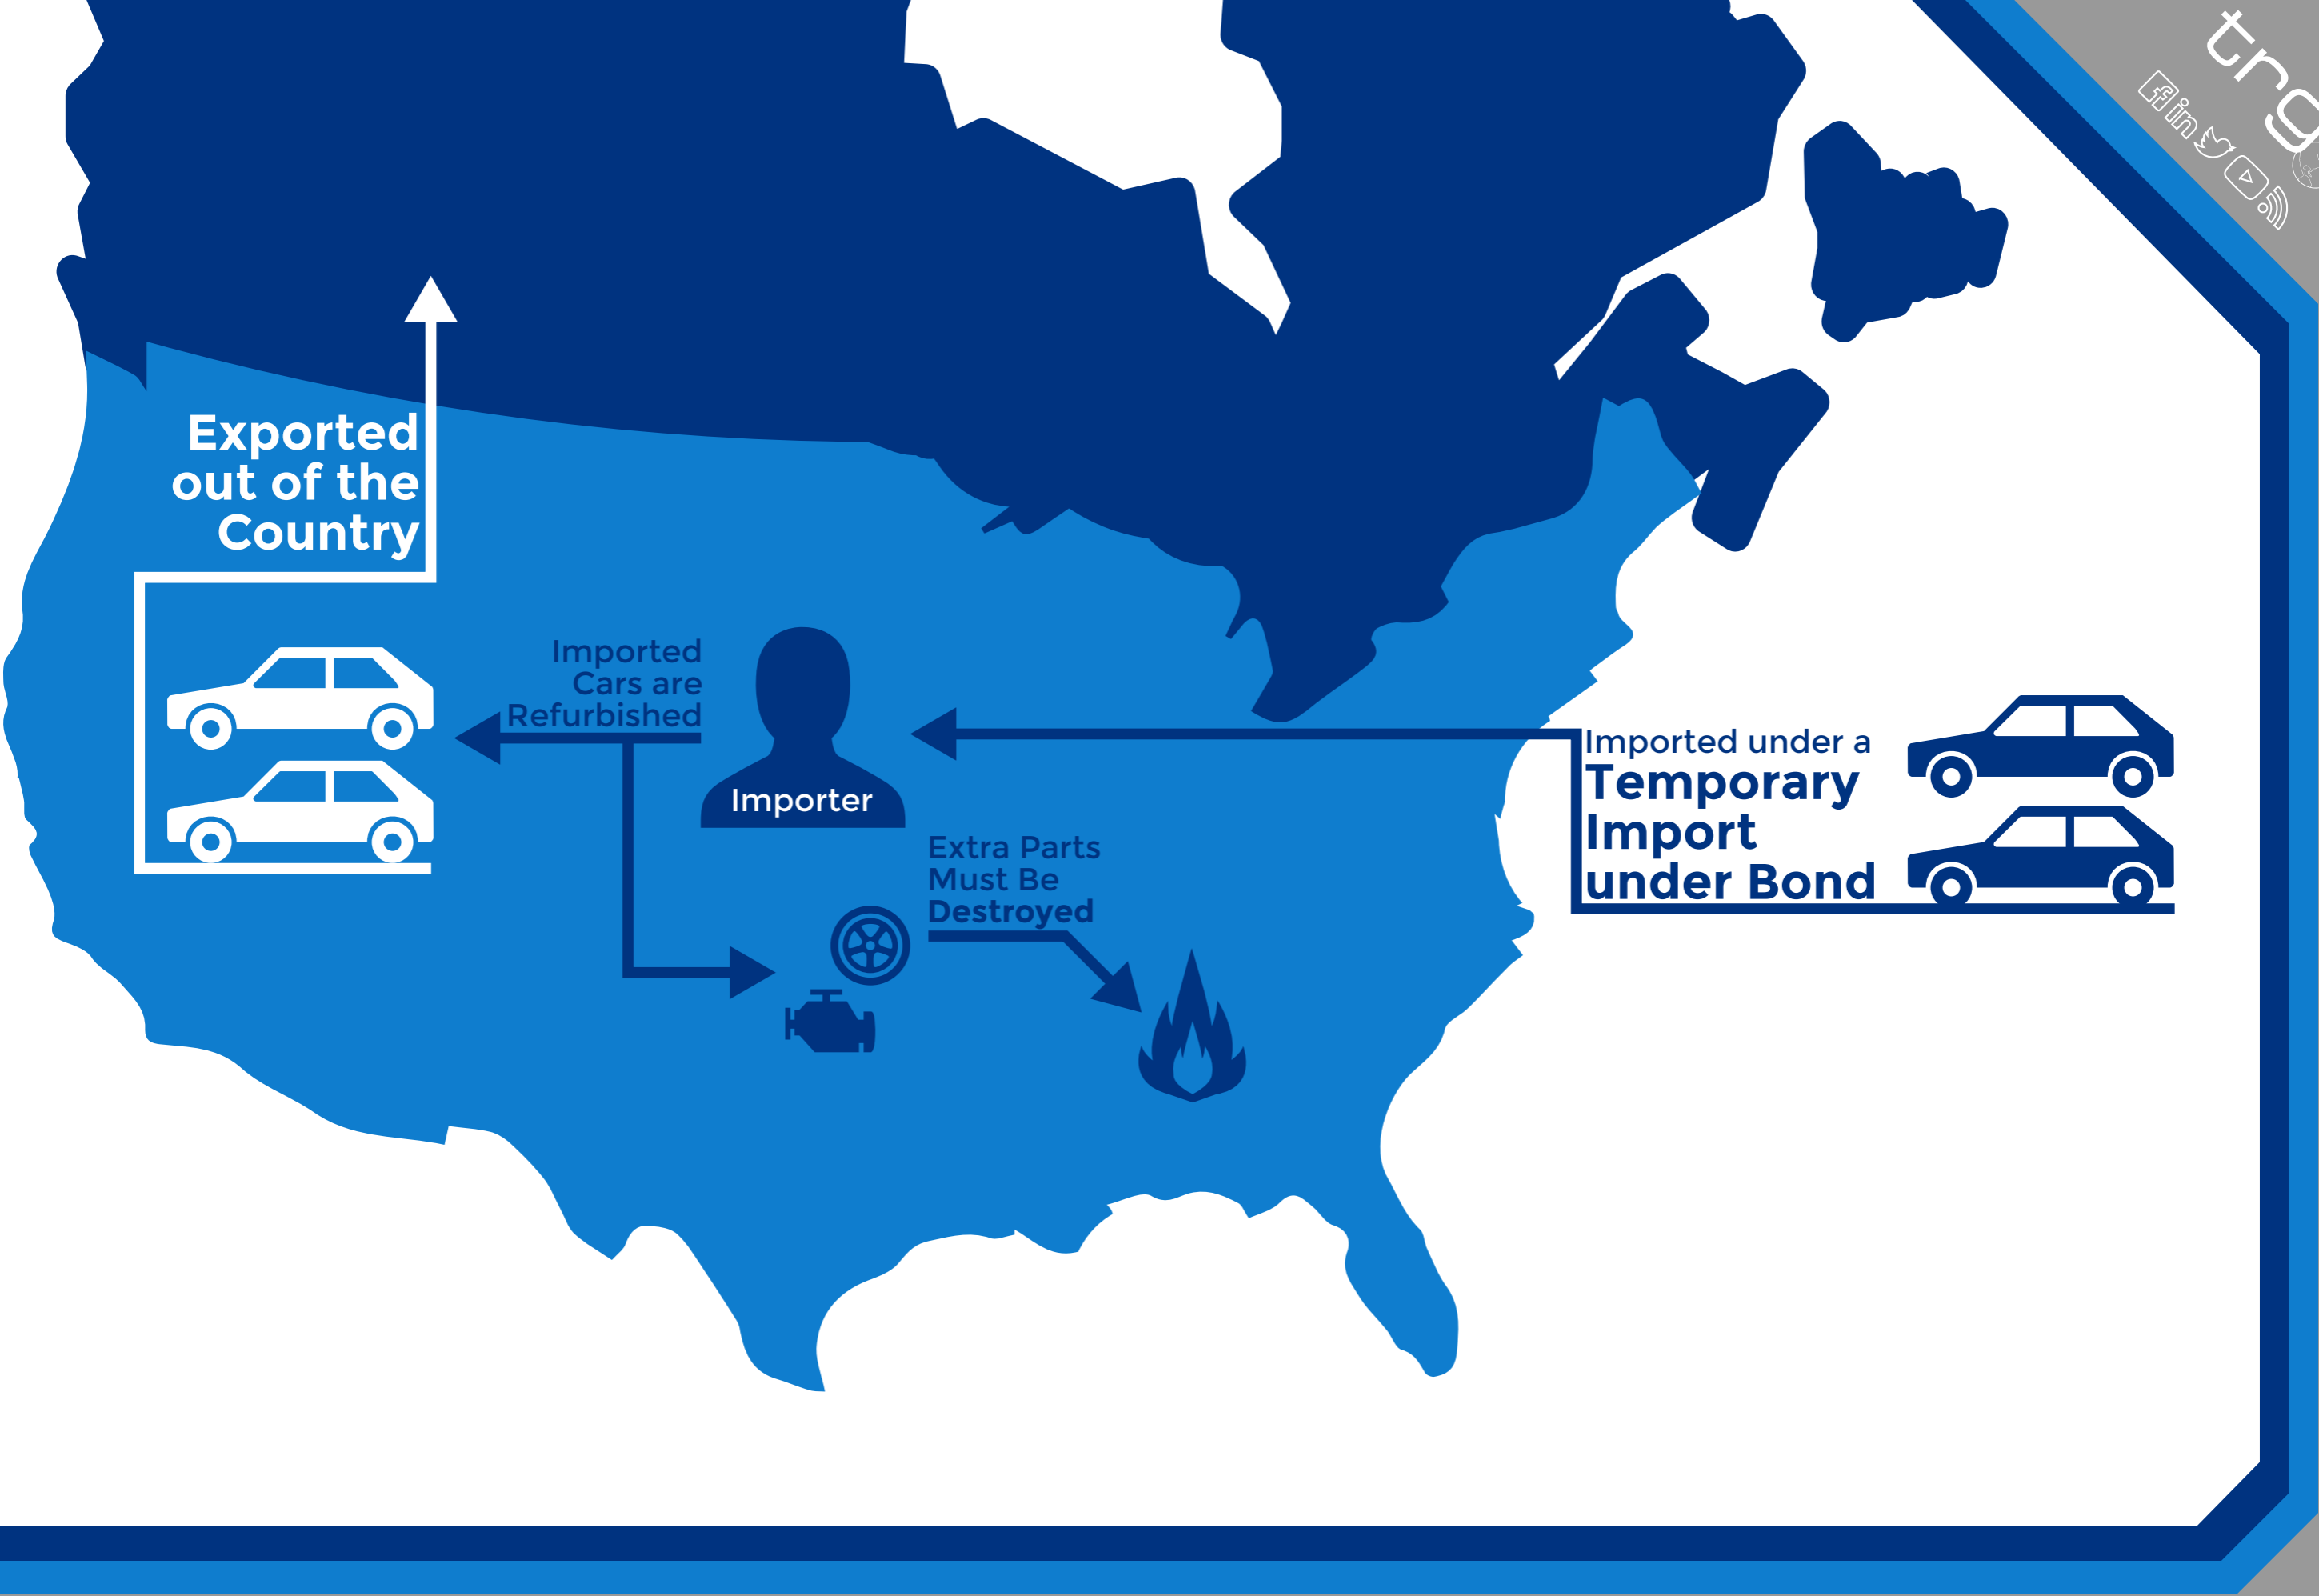 Exported
out of the
Country
Imported
Cars are
Refurbished
Importer
Imported under a
Temporary
Import
under Bond
Extra Parts
Must Be
Destroyed
trg